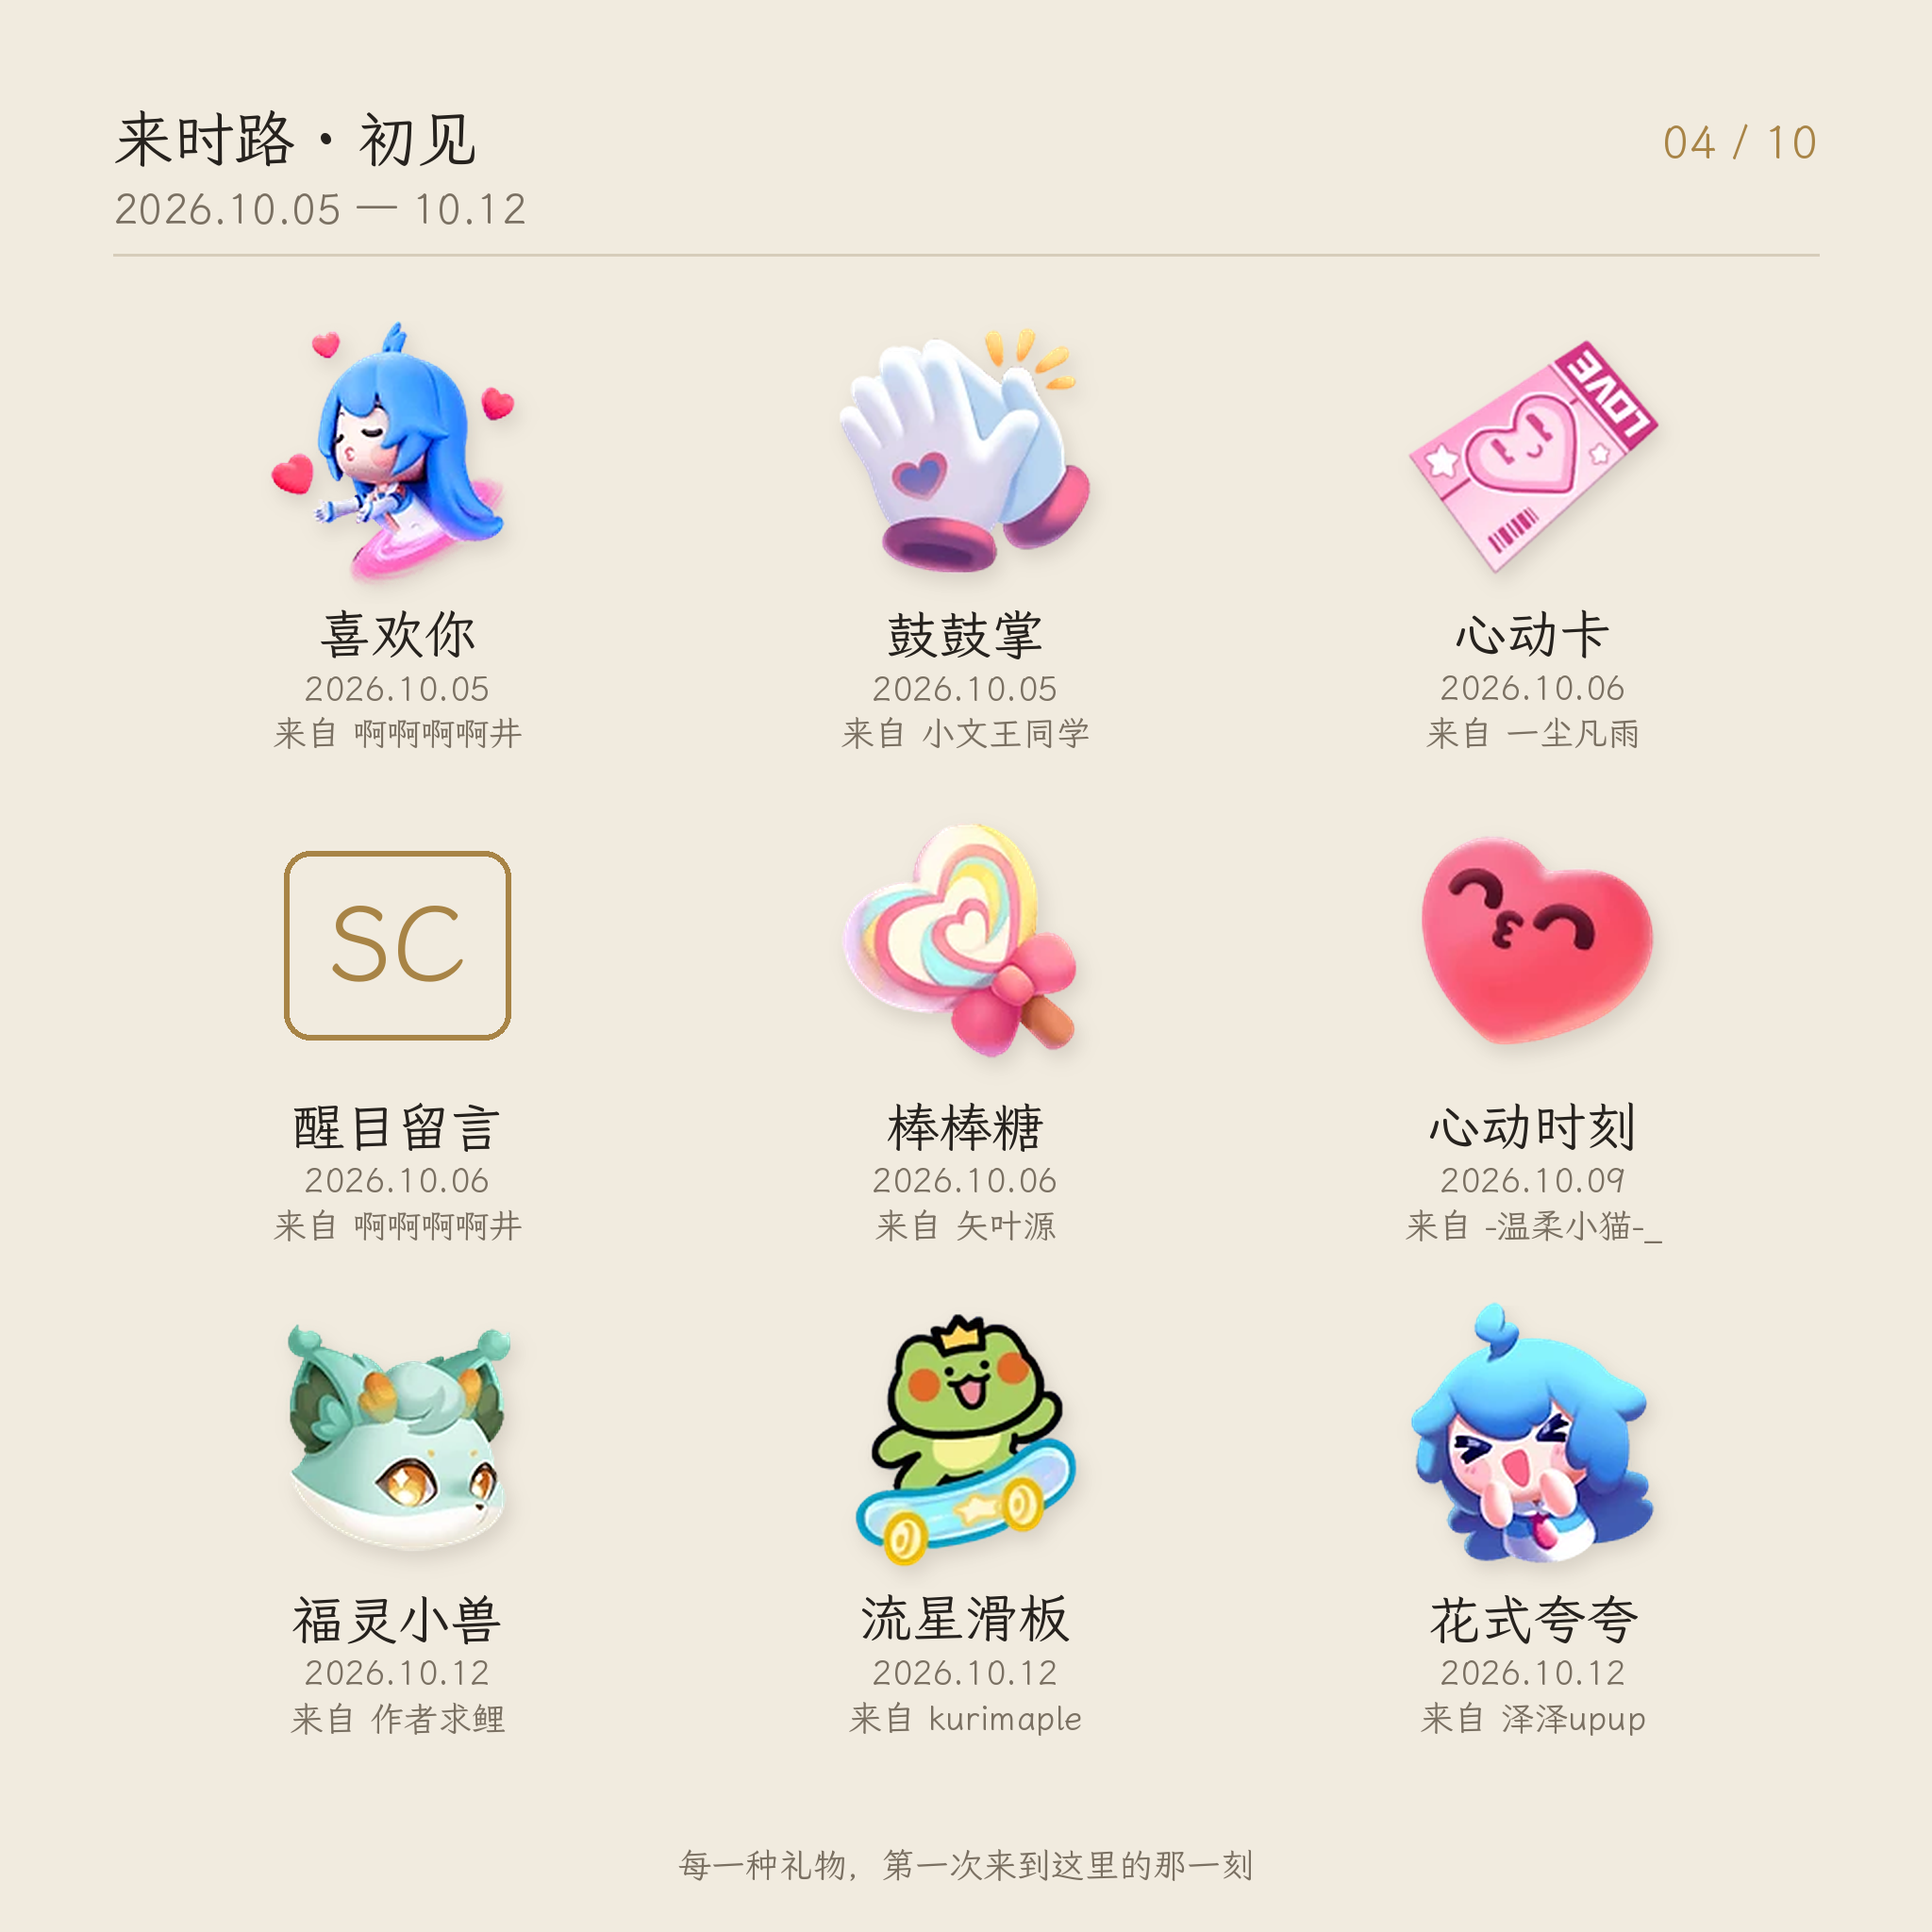 来时路·初见
04 / 10
2026.10.05 — 10.12
LOVE
喜欢你
2026.10.05
来自 啊啊啊啊井
鼓鼓掌
2026.10.05
来自 小文王同学
心动卡
2026.10.06
来自 一尘凡雨
SC
醒目留言
2026.10.06
来自 啊啊啊啊井
棒棒糖
2026.10.06
来自 矢叶源
心动时刻
2026.10.09
来自 -温柔小猫-_
福灵小兽
2026.10.12
来自 作者求鲤
流星滑板
2026.10.12
来自 kurimaple
花式夸夸
2026.10.12
来自 泽泽upup
每一种礼物，第一次来到这里的那一刻